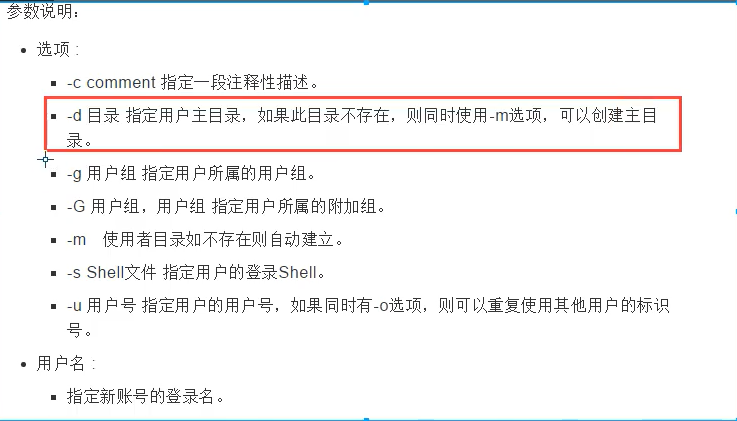 参数说明：
选项 :
-c comment 指定一段注释性描述。
-d 目录 指定用户主目录，如果此目录不存在，则同时使用-m选项，可以创建主目
录。
-g 用户组 指定用户所属的用户组。
-G 用户组，用户组 指定用户所属的附加组。
-m　使用者目录如不存在则自动建立。
-s Shell文件 指定用户的登录Shell。
-u 用户号 指定用户的用户号，如果同时有-o选项，则可以重复使用其他用户的标识
号。
用户名 :
指定新账号的登录名。